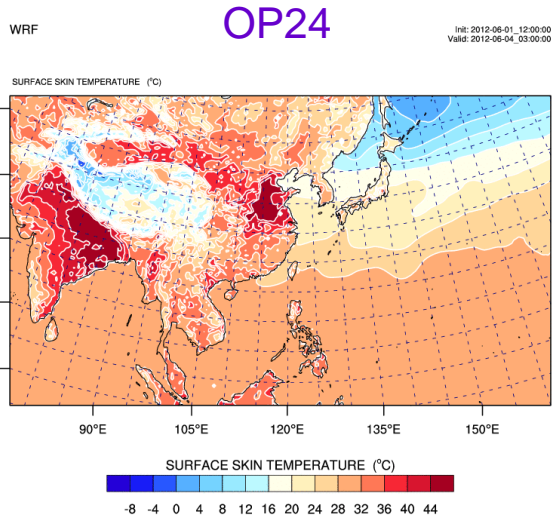 WRF
OP24
Init: 2012-06-01_12:00:00
Valid: 2012-06-04_03:00:00
SURFACE SKIN TEMPERATURE (°C)
90°E 105°E 120°E 135°E 150°E
SURFACE SKIN TEMPERATURE (°C)
-8 -4 0 4 8 12 16 20 24 28 32 36 40 44